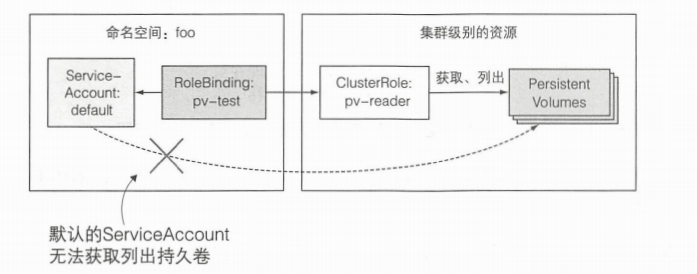 命名空间：foo
集群级别的资源
Service-
Account:
default
RoleBinding:
pv-test
ClusterRole:
pv-reader
获取、列出
Persistent
Volumes
默认的ServiceAccount
无法获取列出持久卷